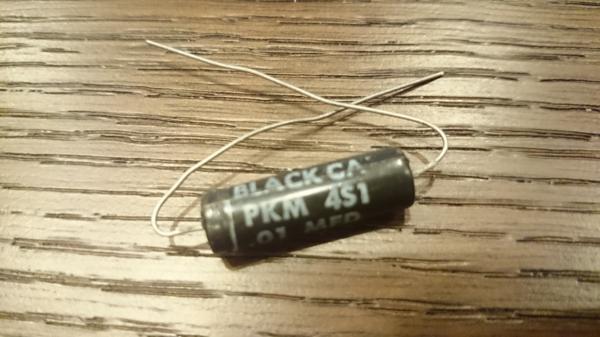 BLACK CA
PKM 4S1
.01 MFD